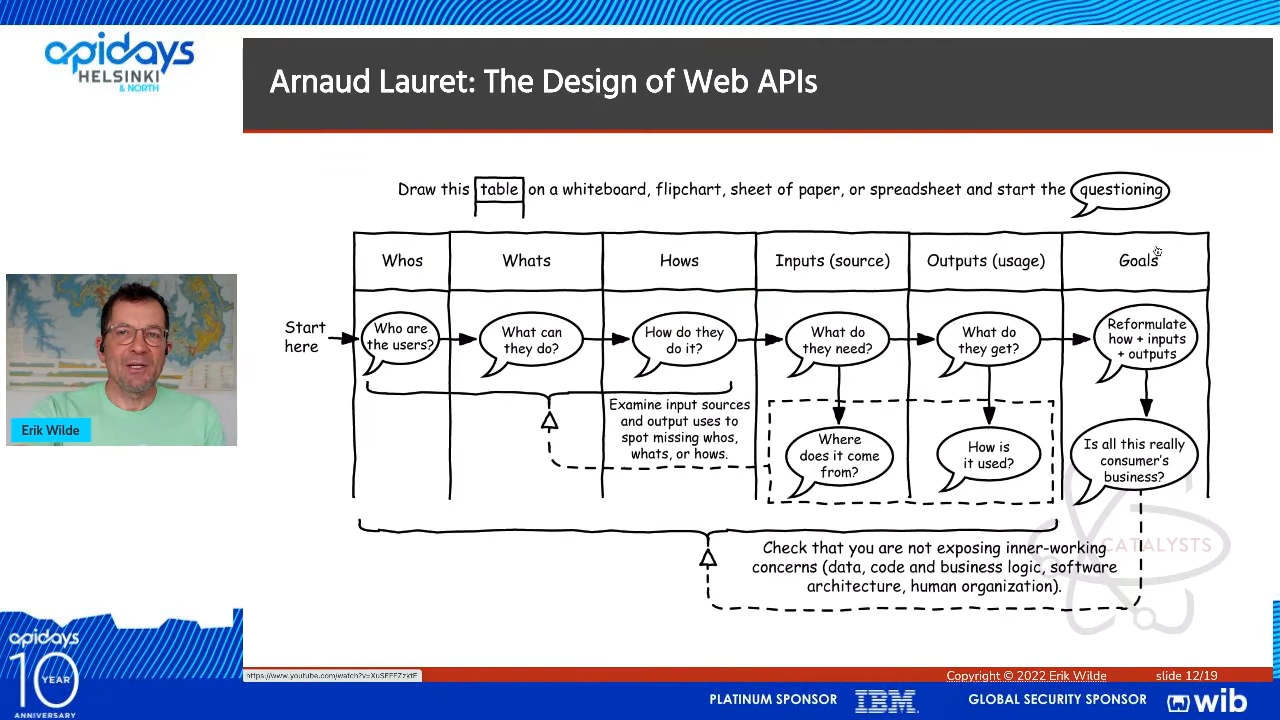 apidays
HELSINKI
& NORTH
Arnaud Lauret: The Design of Web APIs
Draw this table on a whiteboard, flipchart, sheet of paper, or spreadsheet and start the questioning
Whos
Whats
Hows
Inputs (source)
Outputs (usage)
Goals
Start
here
Who are
the users?
What can
they do?
How do they
do it?
What do
they need?
What do
they get?
Reformulate
how + inputs
+ outputs
Examine input sources
and output uses to
spot missing whos,
whats, or hows.
Where
does it come
from?
How is
it used?
Is all this really
consumer's
business?
Erik Wilde
CATALYSTS
Check that you are not exposing inner-working
concerns (data, code and business logic, software
architecture, human organization).
apidays
10
YEAR
ANNIVERSARY
Copyright © 2022 Erik Wilde
slide 12/19
PLATINUM SPONSOR
IBM
GLOBAL SECURITY SPONSOR
wib